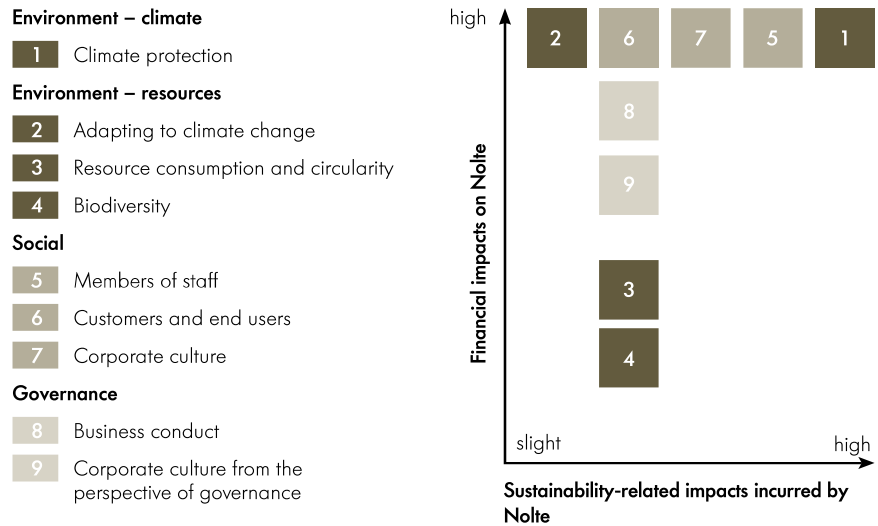 Environment – climate
1 Climate protection
Environment – resources
2 Adapting to climate change
3 Resource consumption and circularity
4 Biodiversity
Social
5 Members of staff
6 Customers and end users
7 Corporate culture
Governance
8 Business conduct
9 Corporate culture from the
perspective of governance
high
2 6 7 5 1
8
9
3
4
Financial impacts on Nolte
slight
high
Sustainability-related impacts incurred by
Nolte